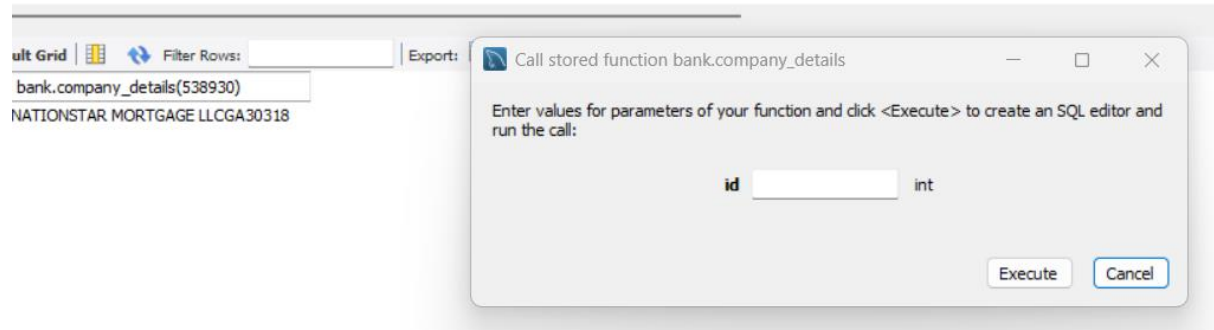 ult Grid Filter Rows: Export:
bank.company_details(538930)
NATIONSTAR MORTGAGE LLCGA30318
Call stored function bank.company_details
Enter values for parameters of your function and click <Execute> to create an SQL editor and
run the call:
id int
Execute Cancel